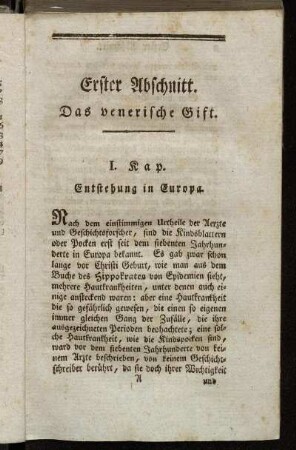 Erster Abschnitt.
Das venerische Gift.
I. Kap.
Entstehung in Europa.
Nach dem einstimmigen Urtheile der Aerzte
und Geschichtsforscher, sind die Kindsblattern
oder Pocken erst seit dem siebenten Jahrhun-
derte in Europa bekannt. Es gab zwar schon
lange vor Christi Geburt, wie man aus dem
Buche des Hippokrates von Epidemien sieht,
mehrere Hautkrankheiten, unter denen auch ei-
nige ansteckend waren: aber eine Hautkrankheit
die so gefährlich gewesen, die einen so eigenen
immer gleichen Gang der Zufälle, die ihre
ausgezeichneten Perioden beobachtete; eine sol-
che Hautkrankheit, wie die Kindspocken sind,
ward vor dem siebenten Jahrhunderte von kei-
nem Arzte beschrieben, von keinem Geschicht-
schreiber berührt, da sie doch ihrer Wichtigkeit
A und